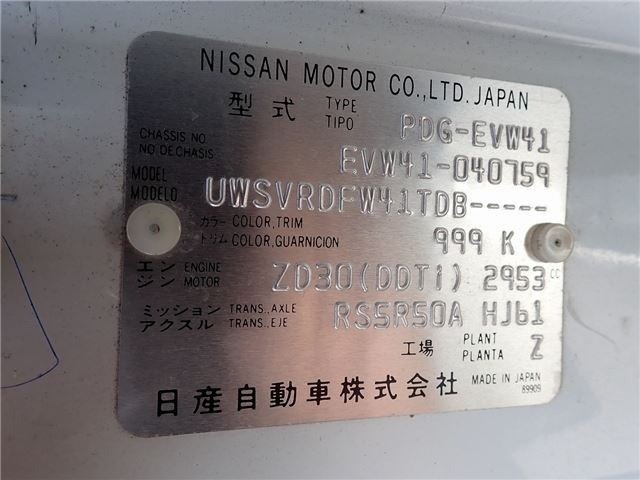 NISSAN MOTOR CO.,LTD. JAPAN
型式 TYPE TIPO PDG-EVW41
CHASSIS NO NO DE CHASSIS EVW41-040759
MODEL MODELO UWSVRDFW41TDB-----
カラー COLOR,TRIM
トリム COLOR,GUARNICION 999 K
エンジン ENGINE MOTOR ZD30(DDTi) 2953 CC
ミッション TRANS.,AXLE
アクスル TRANS.,EJE RS5R50A HJ61
工場 PLANT PLANTA Z
日産自動車株式会社 MADE IN JAPAN
89909